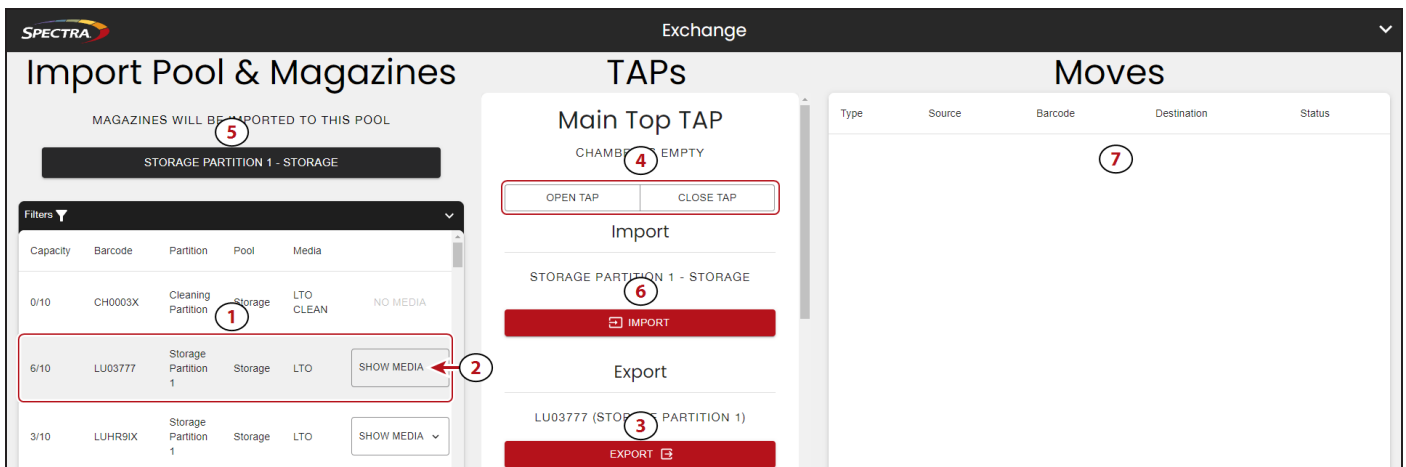 SPECTRA
Exchange
Import Pool & Magazines
TAPs
Moves
MAGAZINES WILL BE IMPORTED TO THIS POOL
5
STORAGE PARTITION 1 - STORAGE
Filters
Capacity Barcode Partition Pool Media
0/10 CH0003X Cleaning Partition Storage LTO CLEAN NO MEDIA
1
6/10 LU03777 Storage Partition 1 Storage LTO SHOW MEDIA
2
3/10 LUHR9IX Storage Partition 1 Storage LTO SHOW MEDIA
Main Top TAP
CHAMBER IS EMPTY
4
OPEN TAP CLOSE TAP
Import
STORAGE PARTITION 1 - STORAGE
6
IMPORT
Export
LU03777 (STORAGE PARTITION 1)
3
EXPORT
Type Source Barcode Destination Status
7